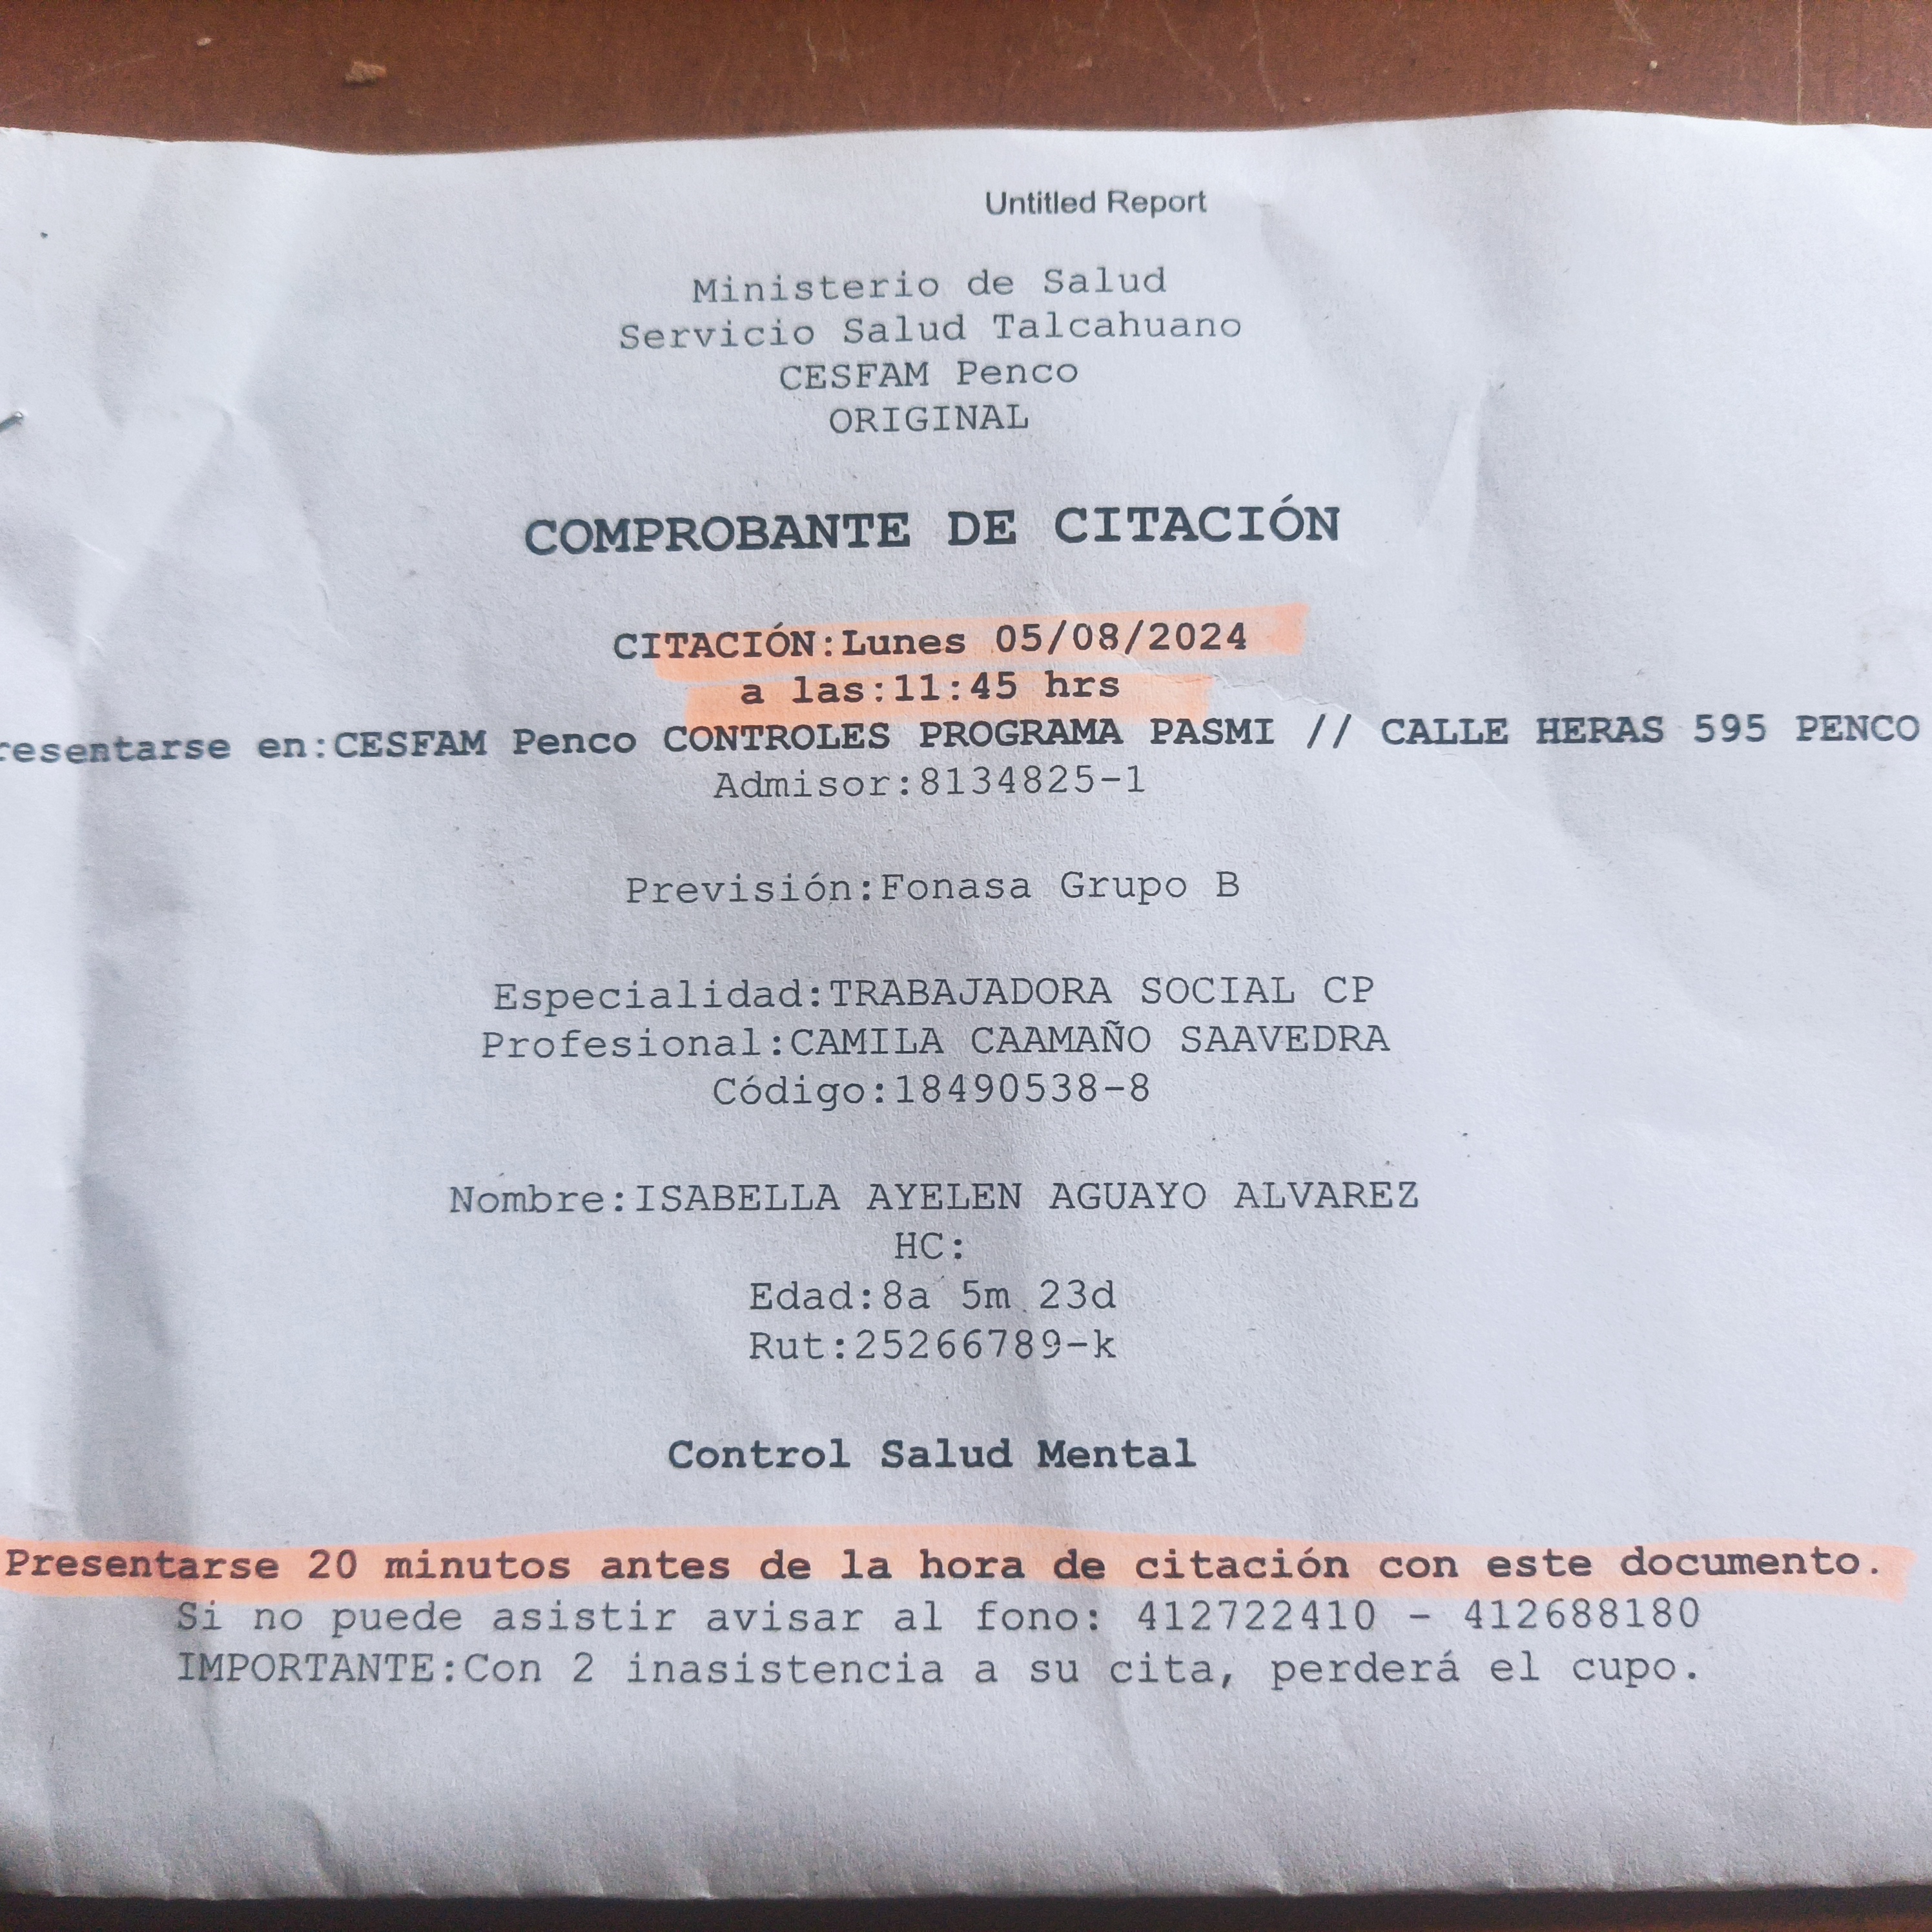 Untitled Report
Ministerio de Salud
Servicio Salud Talcahuano
CESFAM Penco
ORIGINAL
COMPROBANTE DE CITACIÓN
CITACIÓN:Lunes 05/08/2024
a las:11:45 hrs
resentarse en:CESFAM Penco CONTROLES PROGRAMA PASMI // CALLE HERAS 595 PENCO
Admisor:8134825-1
Previsión:Fonasa Grupo B
Especialidad:TRABAJADORA SOCIAL CP
Profesional:CAMILA CAAMAÑO SAAVEDRA
Código:18490538-8
Nombre:ISABELLA AYELEN AGUAYO ALVAREZ
HC:
Edad:8a 5m 23d
Rut:25266789-k
Control Salud Mental
Presentarse 20 minutos antes de la hora de citación con este documento.
Si no puede asistir avisar al fono: 412722410 - 412688180
IMPORTANTE:Con 2 inasistencia a su cita, perderá el cupo.